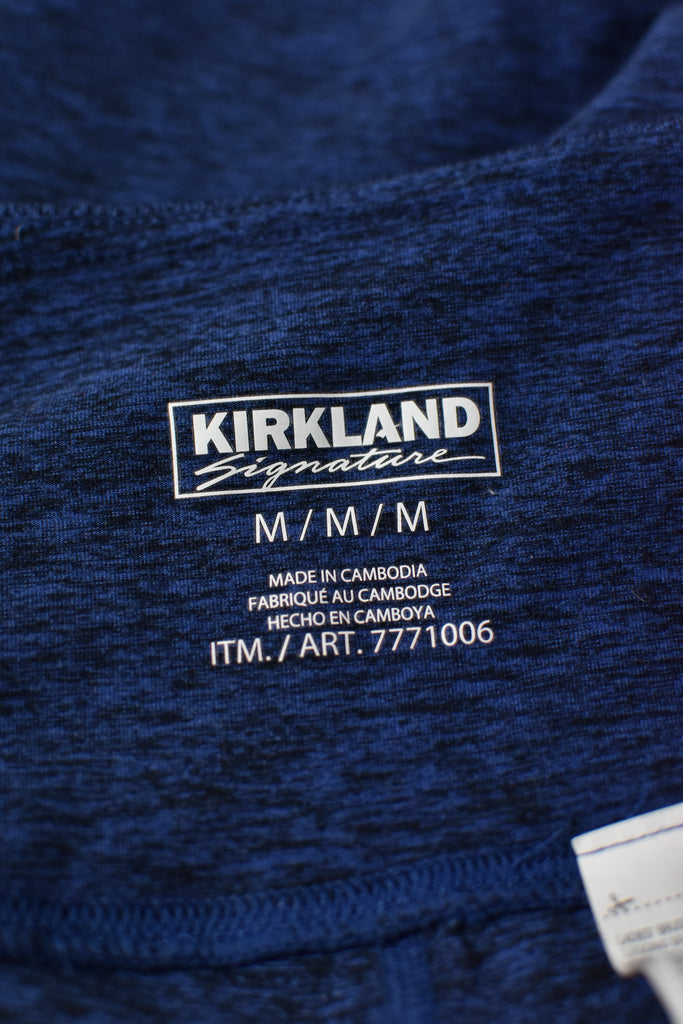 KIRKLAND
Signature
M / M / M
MADE IN CAMBODIA
FABRIQUÉ AU CAMBODGE
HECHO EN CAMBOYA
ITM. / ART. 7771006